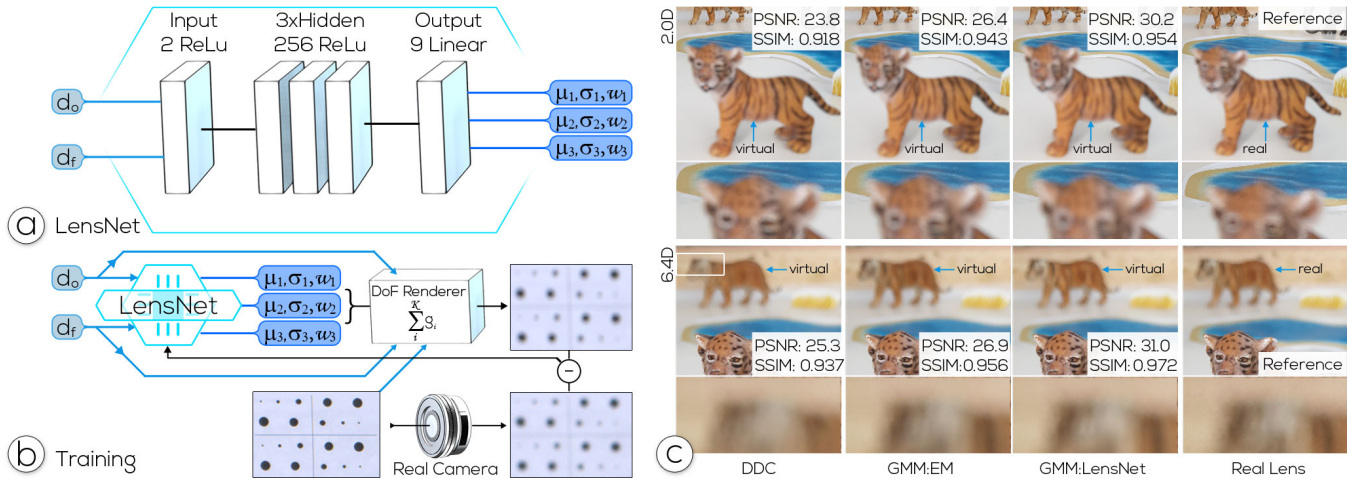 Input
2 ReLu
3xHidden
256 ReLu
Output
9 Linear
dₒ
d_f
μ₁,σ₁,w₁
μ₂,σ₂,w₂
μ₃,σ₃,w₃
a LensNet
dₒ
d_f
LensNet
μ₁,σ₁,w₁
μ₂,σ₂,w₂
μ₃,σ₃,w₃
DoF Renderer
K
∑gᵢ
i
−
Real Camera
b Training
2.0D
PSNR: 23.8
SSIM: 0.918
virtual
PSNR: 26.4
SSIM:0.943
virtual
PSNR: 30.2
SSIM: 0.954
virtual
Reference
real
6.4D
virtual
PSNR: 25.3
SSIM: 0.937
virtual
PSNR: 26.9
SSIM: 0.956
virtual
PSNR: 31.0
SSIM: 0.972
real
Reference
c
DDC
GMM:EM
GMM:LensNet
Real Lens